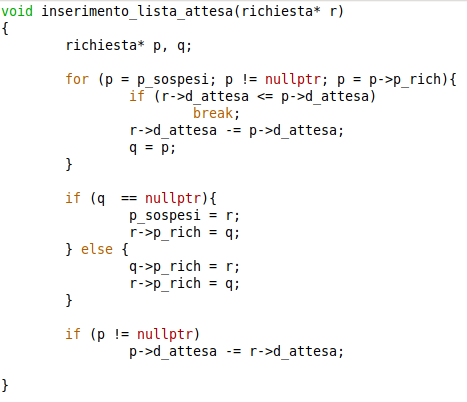 void inserimento_lista_attesa(richiesta* r)
{
        richiesta* p, q;

        for (p = p_sospesi; p != nullptr; p = p->p_rich){
                if (r->d_attesa <= p->d_attesa)
                        break;
                r->d_attesa -= p->d_attesa;
                q = p;
        }

        if (q  == nullptr){
                p_sospesi = r;
                r->p_rich = q;
        } else {
                q->p_rich = r;
                r->p_rich = q;
        }

        if (p != nullptr)
                p->d_attesa -= r->d_attesa;

}